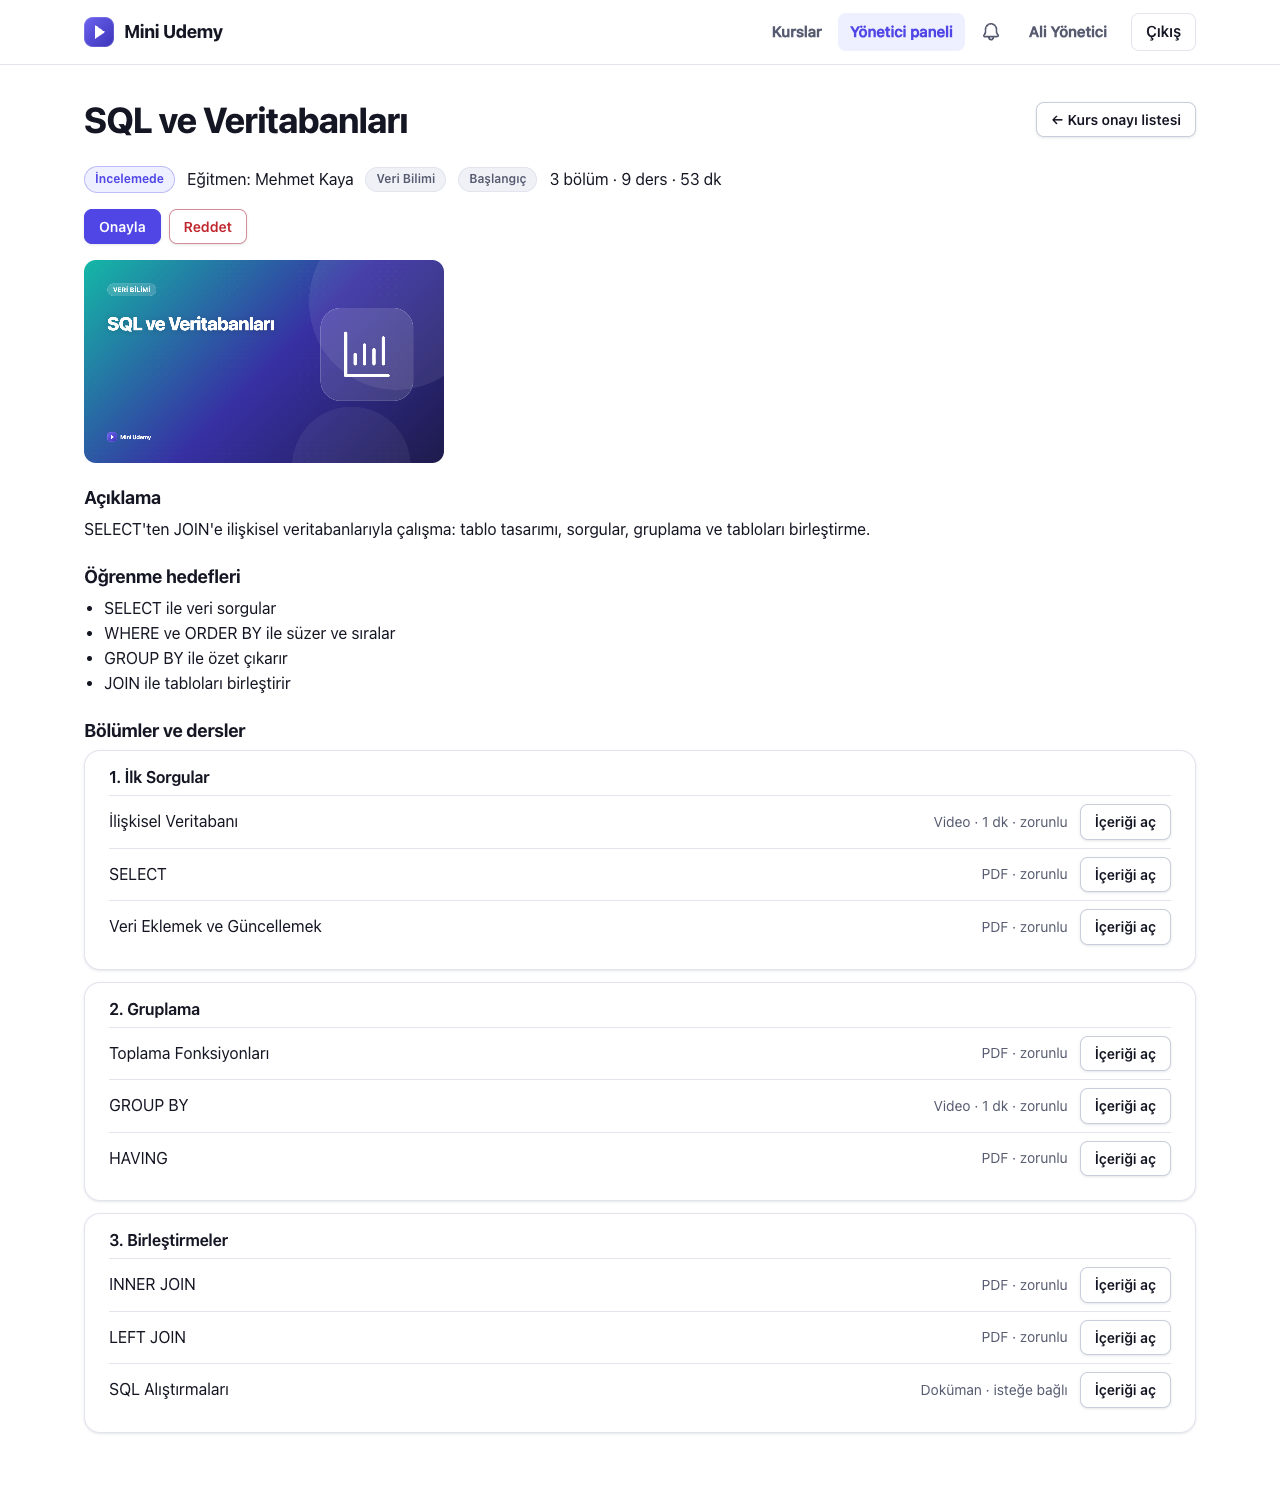 Mini Udemy
Kurslar
Yönetici paneli
Ali Yönetici
Çıkış
SQL ve Veritabanları
← Kurs onayı listesi
İncelemede
Eğitmen: Mehmet Kaya
Veri Bilimi
Başlangıç
3 bölüm · 9 ders · 53 dk
Onayla
Reddet
VERİ BİLİMİ
SQL ve Veritabanları
Mini Udemy
Açıklama
SELECT'ten JOIN'e ilişkisel veritabanlarıyla çalışma: tablo tasarımı, sorgular, gruplama ve tabloları birleştirme.
Öğrenme hedefleri
• SELECT ile veri sorgular
• WHERE ve ORDER BY ile süzer ve sıralar
• GROUP BY ile özet çıkarır
• JOIN ile tabloları birleştirir
Bölümler ve dersler
1. İlk Sorgular
İlişkisel Veritabanı
Video · 1 dk · zorunlu
İçeriği aç
SELECT
PDF · zorunlu
İçeriği aç
Veri Eklemek ve Güncellemek
PDF · zorunlu
İçeriği aç
2. Gruplama
Toplama Fonksiyonları
PDF · zorunlu
İçeriği aç
GROUP BY
Video · 1 dk · zorunlu
İçeriği aç
HAVING
PDF · zorunlu
İçeriği aç
3. Birleştirmeler
INNER JOIN
PDF · zorunlu
İçeriği aç
LEFT JOIN
PDF · zorunlu
İçeriği aç
SQL Alıştırmaları
Doküman · isteğe bağlı
İçeriği aç